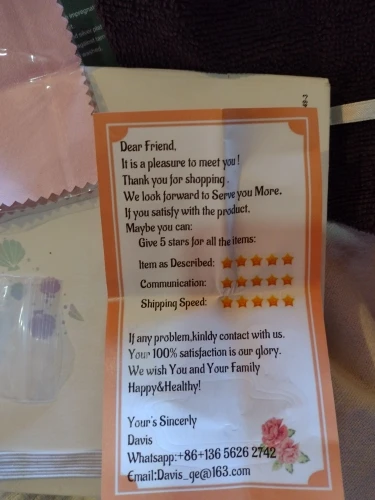 Dear Friend,
It is a pleasure to meet you!
Thank you for shopping.
We look forward to Serve you More.
If you satisfy with the product,
Maybe you can:
Give 5 stars for all the items:
Item as Described:
Communication:
Shipping Speed:
If any problem,kinldy contact with us.
Your 100% satisfaction is our glory.
We wish You and Your Family
Happy&Healthy!
Your's Sincerly
Davis
Whatsapp:+86+136 5626 2742
Email:Davis_ge@163.com